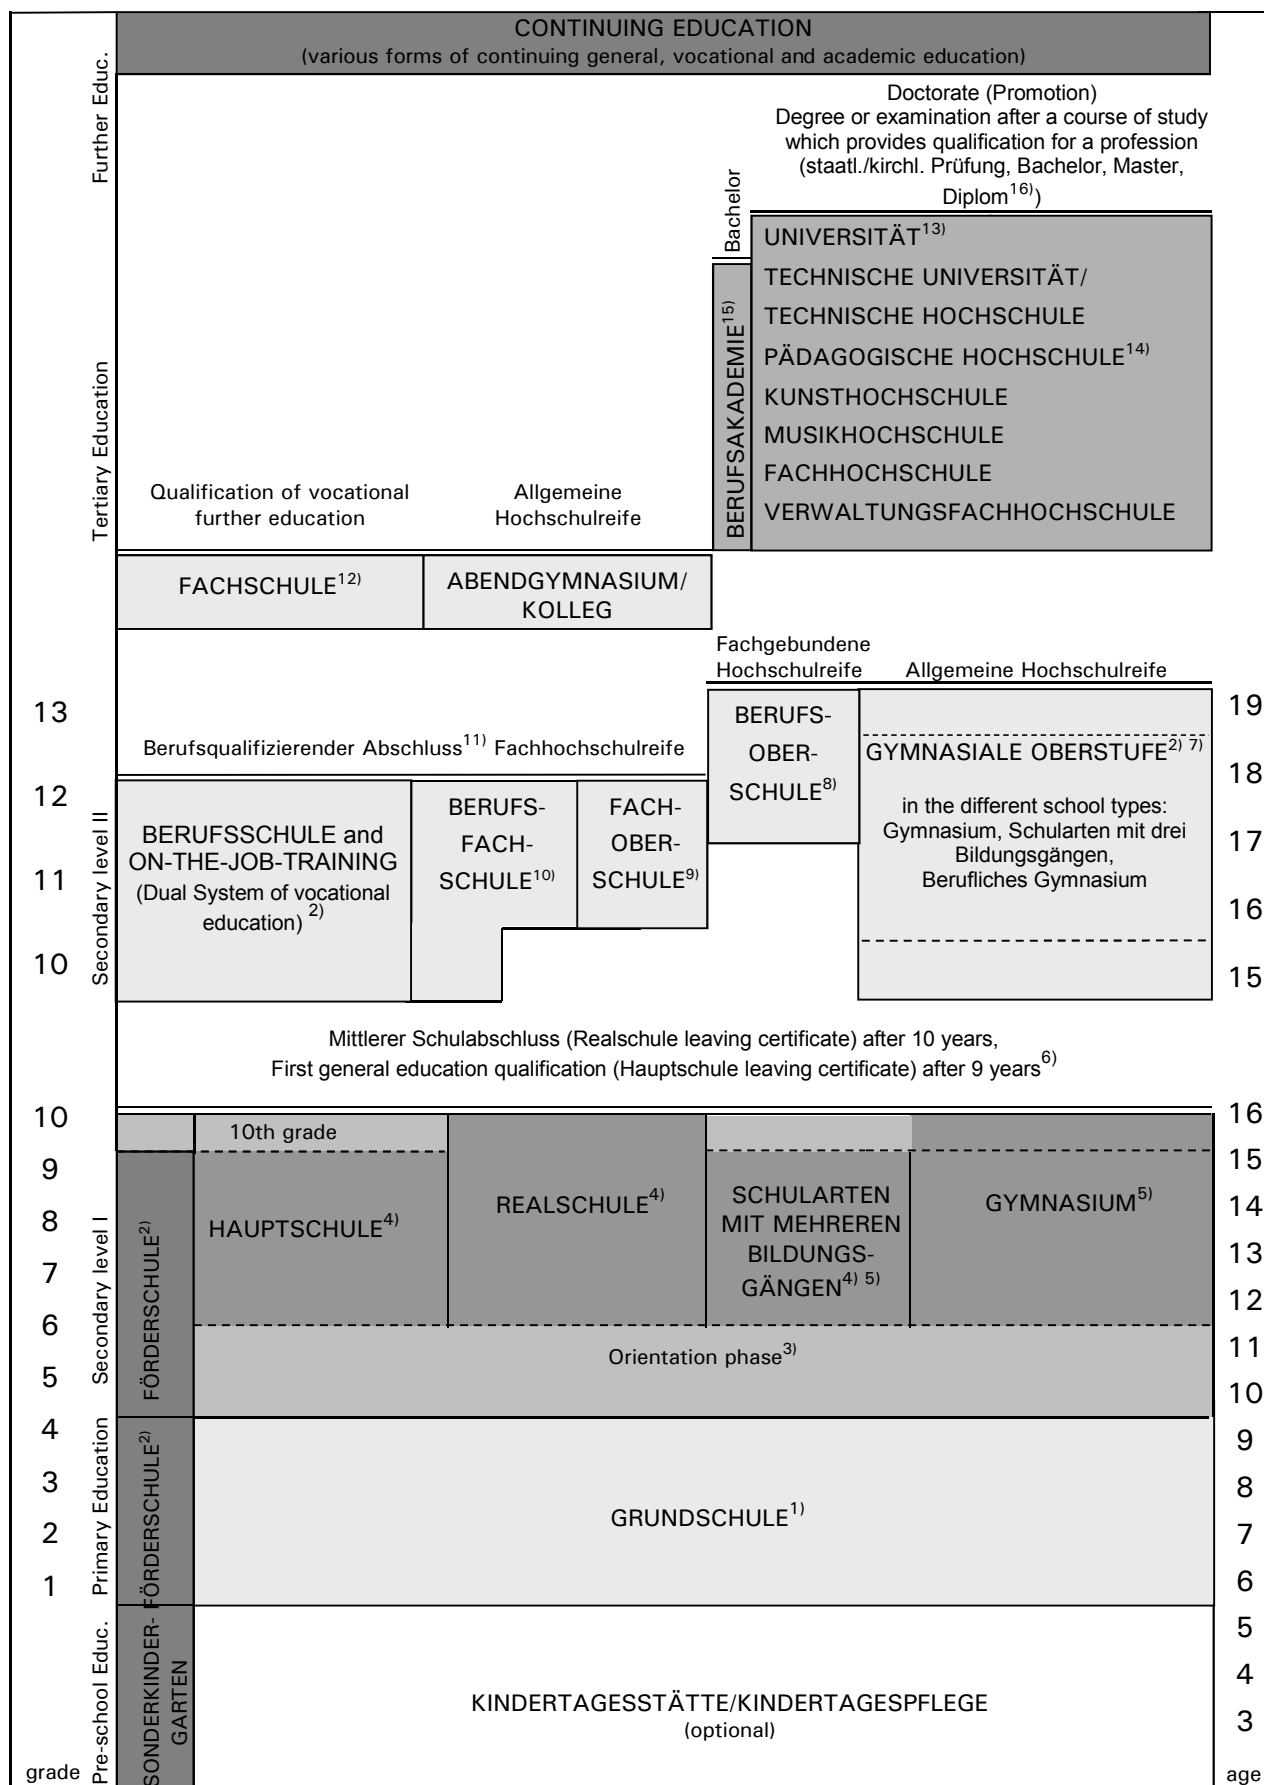 CONTINUING EDUCATION
(various forms of continuing general, vocational and academic education)
Further Educ.
Doctorate (Promotion)
Degree or examination after a course of study
which provides qualification for a profession
(staatl./kirchl. Prüfung, Bachelor, Master,
Diplom16))
Bachelor
Tertiary Education
BERUFSAKADEMIE15)
UNIVERSITÄT13)
TECHNISCHE UNIVERSITÄT/
TECHNISCHE HOCHSCHULE
PÄDAGOGISCHE HOCHSCHULE14)
KUNSTHOCHSCHULE
MUSIKHOCHSCHULE
FACHHOCHSCHULE
VERWALTUNGSFACHHOCHSCHULE
Qualification of vocational
further education
Allgemeine
Hochschulreife
FACHSCHULE12)
ABENDGYMNASIUM/
KOLLEG
Fachgebundene
Hochschulreife
Allgemeine Hochschulreife
Berufsqualifizierender Abschluss11) Fachhochschulreife
13
12
11
10
Secondary level II
BERUFSSCHULE and
ON-THE-JOB-TRAINING
(Dual System of vocational
education) 2)
BERUFS-
FACH-
SCHULE10)
FACH-
OBER-
SCHULE9)
BERUFS-
OBER-
SCHULE8)
GYMNASIALE OBERSTUFE2) 7)
in the different school types:
Gymnasium, Schularten mit drei
Bildungsgängen,
Berufliches Gymnasium
19
18
17
16
15
Mittlerer Schulabschluss (Realschule leaving certificate) after 10 years,
First general education qualification (Hauptschule leaving certificate) after 9 years6)
10
9
8
7
6
5
Secondary level I
FÖRDERSCHULE2)
10th grade
HAUPTSCHULE4)
REALSCHULE4)
SCHULARTEN
MIT MEHREREN
BILDUNGS-
GÄNGEN4) 5)
GYMNASIUM5)
Orientation phase3)
16
15
14
13
12
11
10
4
3
2
1
Primary Education
FÖRDERSCHULE2)
GRUNDSCHULE1)
9
8
7
6
Pre-school Educ.
SONDERKINDER-
GARTEN
KINDERTAGESSTÄTTE/KINDERTAGESPFLEGE
(optional)
5
4
3
grade
age